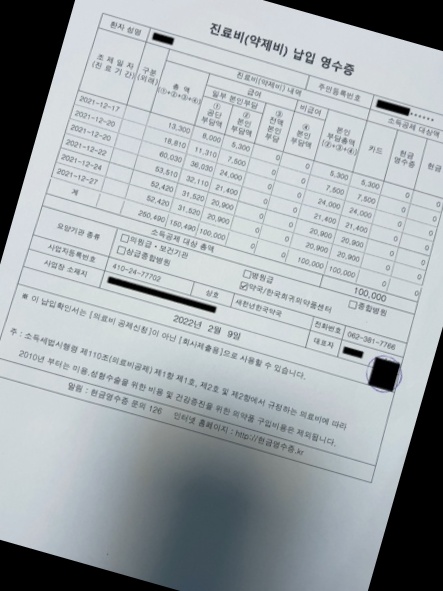 진료비(약제비) 납입 영수증
환자 성명
주민등록번호 ******
조제일자 (진료기간) 구분 (외래) 진료비(약제비) 내역 소득공제 대상액
총 액 (①+②+③+④) 급여 비급여 본인 부담총액 (②+③+④) 카드 현금 영수증 현금
일부 본인부담
① 공단 부담액 ② 본인 부담액 ③ 전액 본인 부담 ④ 본인 부담액
2021-12-17 13,300 8,000 5,300 0 0 5,300 5,300 0
2021-12-20 18,810 11,310 7,500 0 0 7,500 7,500 0 0
2021-12-20 60,030 36,030 24,000 0 0 24,000 24,000 0 0
2021-12-22 53,510 32,110 21,400 0 0 21,400 21,400 0 0
2021-12-24 52,420 31,520 20,900 0 0 20,900 20,900 0 0
2021-12-27 52,420 31,520 20,900 0 0 20,900 20,900 0 0
계 250,490 150,490 100,000 0 0 100,000 100,000 0 0
소득공제 대상 총액 100,000
요양기관 종류 □의원급·보건기관 □병원급 □종합병원
□상급종합병원 ☑약국/한국희귀의약품센터
사업자등록번호 410-24-77702 상호 새한년한국약국 전화번호 062-381-7766
사업장 소재지 대표자
2022년 2월 9일
※ 이 납입확인서는 [의료비 공제신청]이 아닌 [회사제출용]으로 사용할 수 있습니다.
주 : 소득세법시행령 제110조(의료비공제) 제1항 제1호, 제2호 및 제2항에서 규정하는 의료비에 따라
2010년 부터는 미용,성형수술을 위한 비용 및 건강증진을 위한 의약품 구입비용은 제외됩니다.
알림 : 현금영수증 문의 126 인터넷 홈페이지 : http://현금영수증.kr